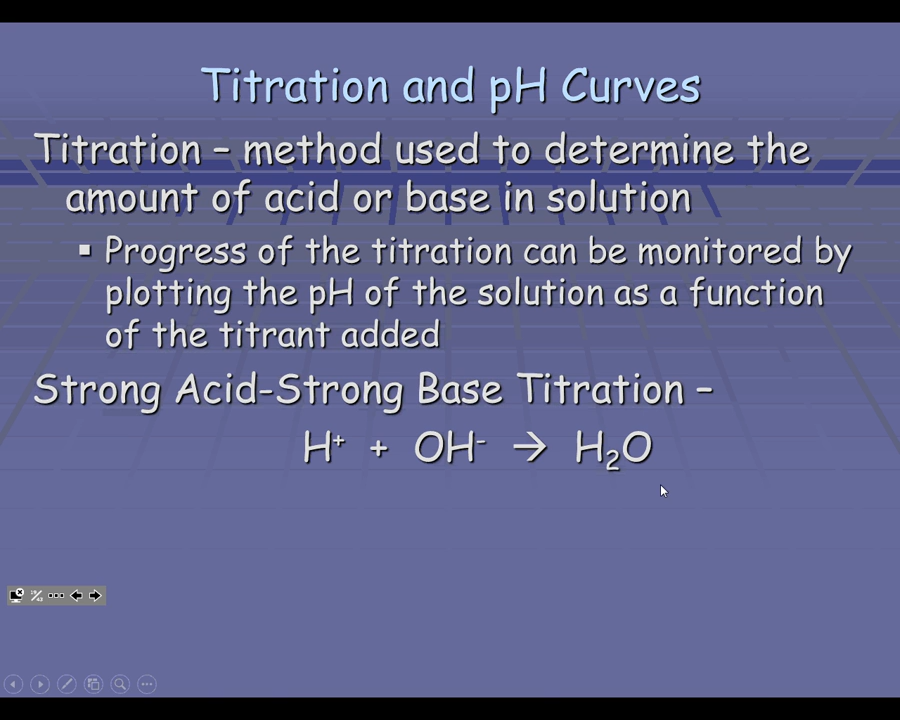 Titration and pH Curves
Titration – method used to determine the
amount of acid or base in solution
▪ Progress of the titration can be monitored by
plotting the pH of the solution as a function
of the titrant added
Strong Acid-Strong Base Titration –
H⁺ + OH⁻ → H₂O